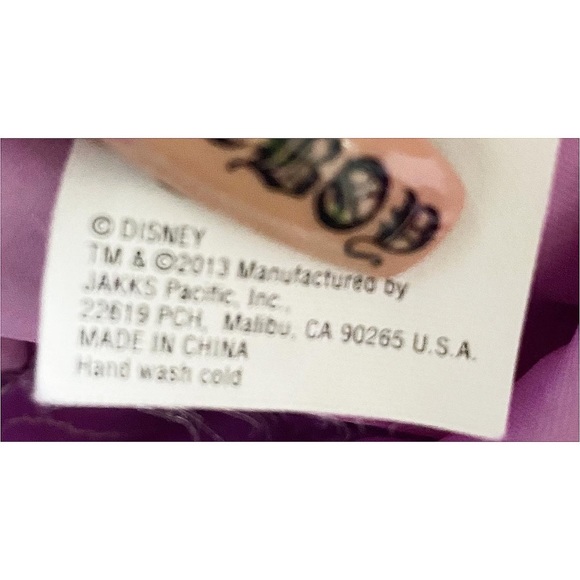 BOD
© DISNEY
TM & ©2013 Manufactured by
JAKKS Pacific, Inc.,
22619 PCH, Malibu, CA 90265 U.S.A.
MADE IN CHINA
Hand wash cold